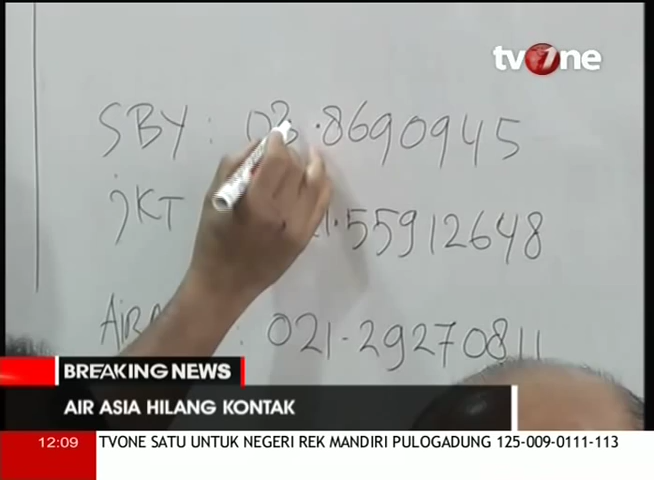 tvOne
SBY : 03 .8690945
JKT 21.55912648
: 021-29270811
BREAKING NEWS
AIR ASIA HILANG KONTAK
12:09 TVONE SATU UNTUK NEGERI REK MANDIRI PULOGADUNG 125-009-0111-113